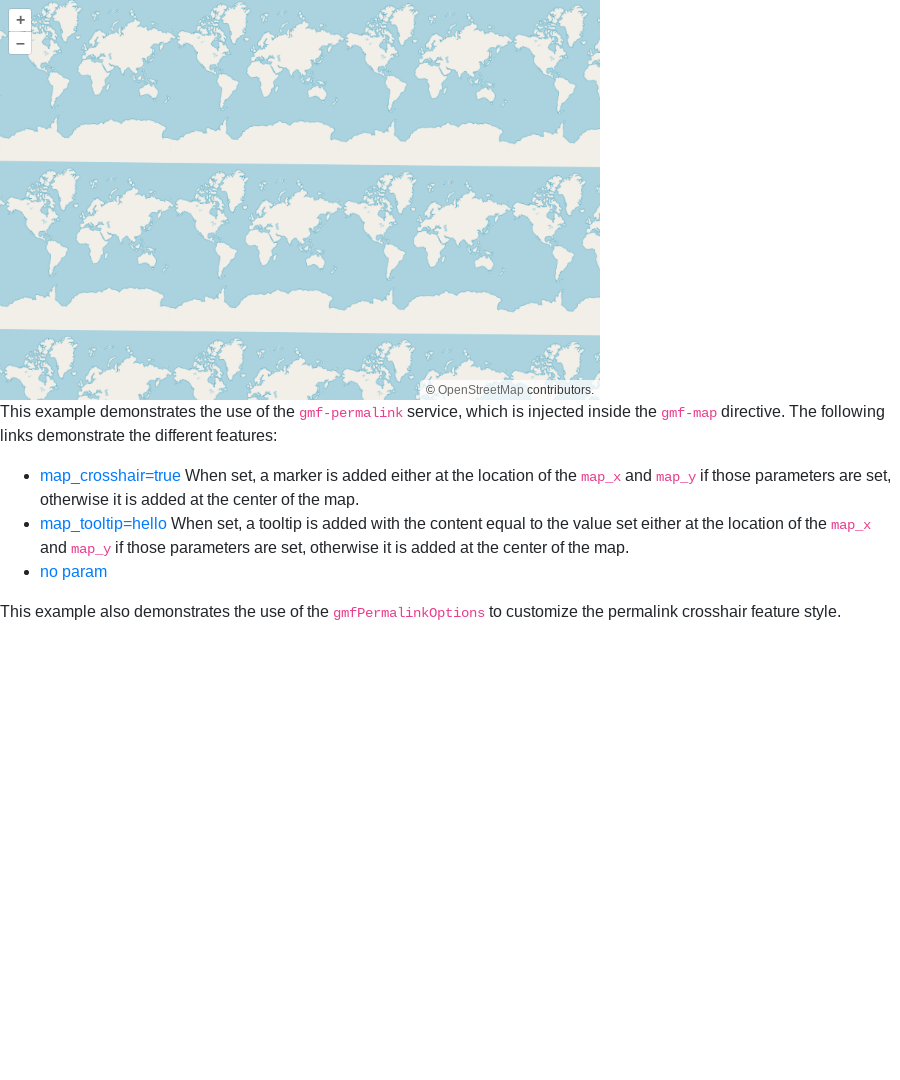 +
−
© OpenStreetMap contributors.
This example demonstrates the use of the gmf-permalink service, which is injected inside the gmf-map directive. The following
links demonstrate the different features:
map_crosshair=true When set, a marker is added either at the location of the map_x and map_y if those parameters are set,
otherwise it is added at the center of the map.
map_tooltip=hello When set, a tooltip is added with the content equal to the value set either at the location of the map_x
and map_y if those parameters are set, otherwise it is added at the center of the map.
no param
This example also demonstrates the use of the gmfPermalinkOptions to customize the permalink crosshair feature style.